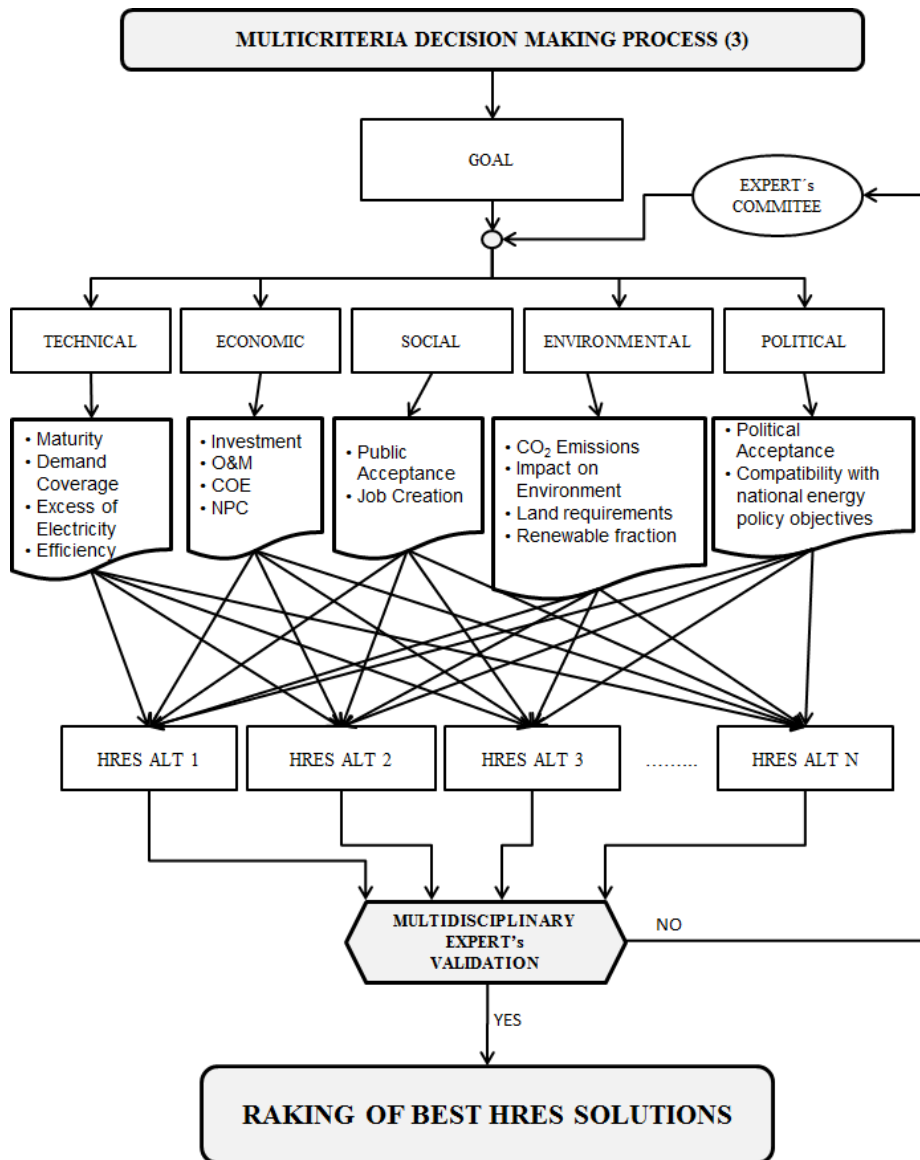 MULTICRITERIA DECISION MAKING PROCESS (3)
GOAL
EXPERT´s
COMMITEE
TECHNICAL
ECONOMIC
SOCIAL
ENVIRONMENTAL
POLITICAL
• Maturity
• Demand
Coverage
• Excess of
Electricity
• Efficiency
• Investment
• O&M
• COE
• NPC
• Public
Acceptance
• Job Creation
• CO₂ Emissions
• Impact on
Environment
• Land requirements
• Renewable fraction
• Political
Acceptance
• Compatibility with
national energy
policy objectives
HRES ALT 1
HRES ALT 2
HRES ALT 3
.........
HRES ALT N
MULTIDISCIPLINARY
EXPERT's
VALIDATION
NO
YES
RAKING OF BEST HRES SOLUTIONS